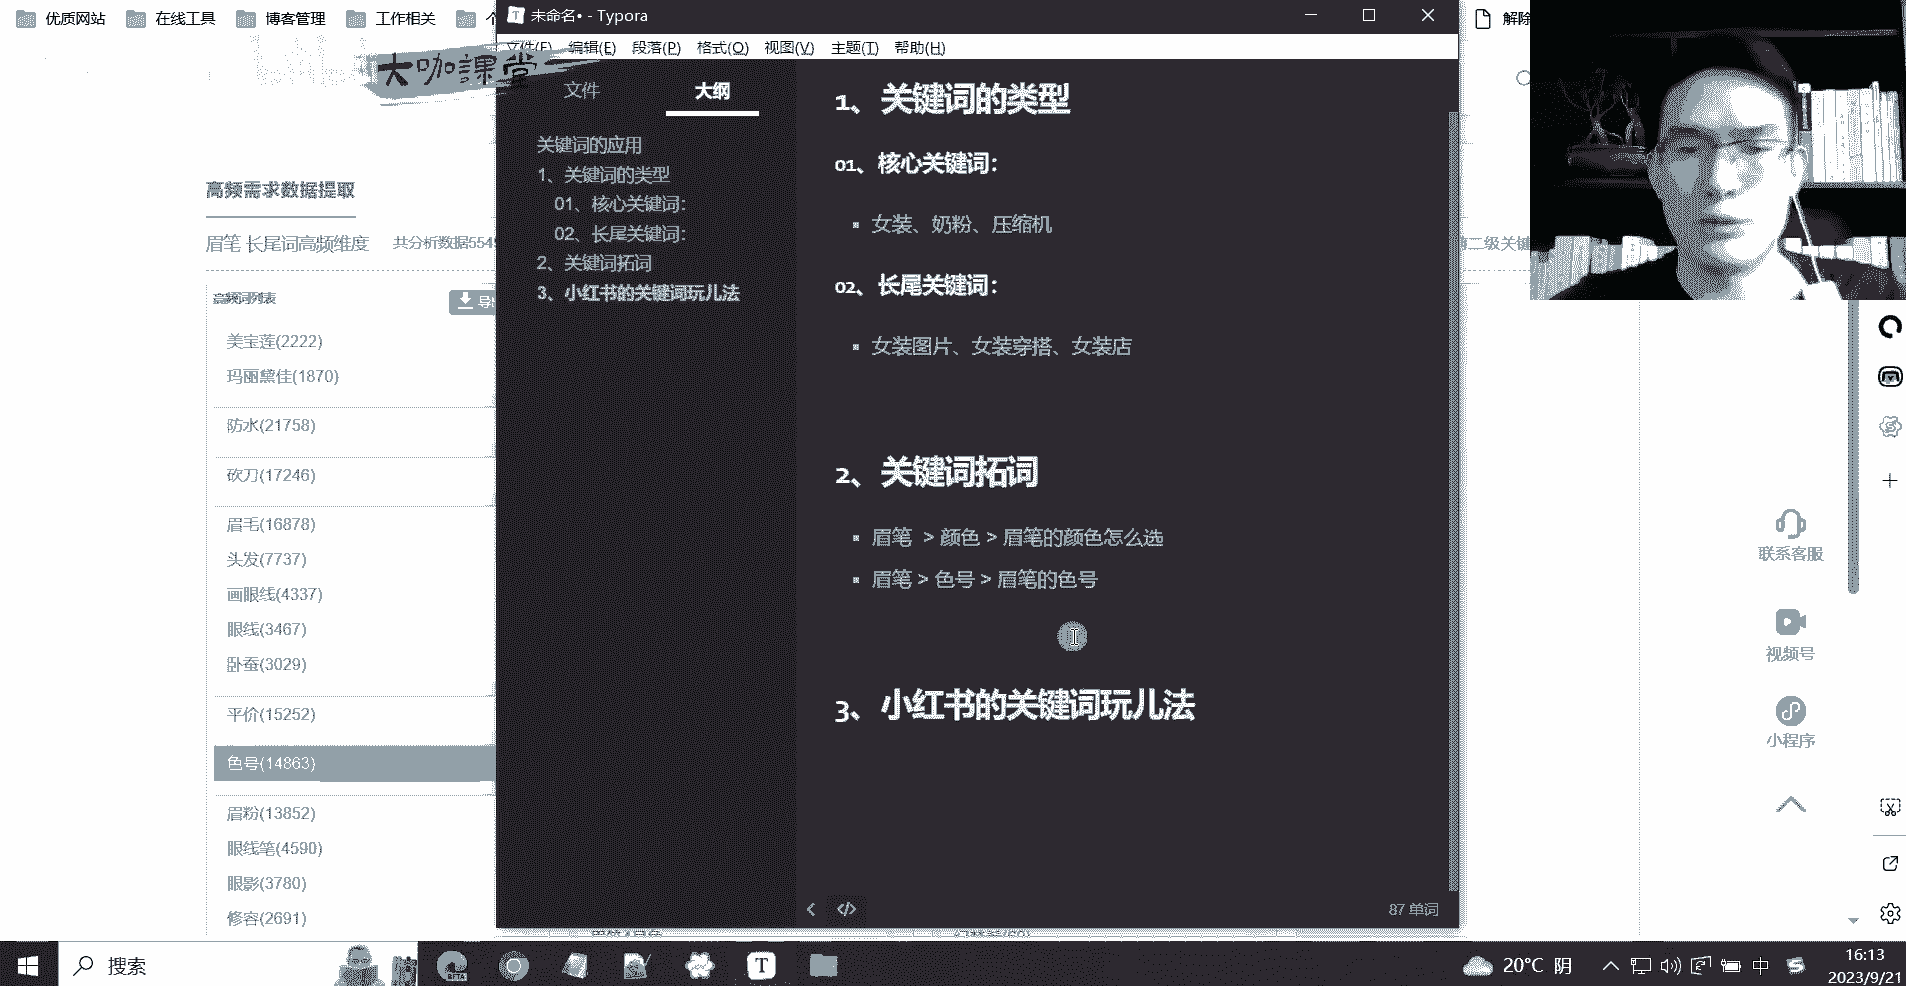 优质网站
在线工具
博客管理
工作相关
大咖課堂
未命名• - Typora
文件(F) 编辑(E) 段落(P) 格式(O) 视图(V) 主题(T) 帮助(H)
文件
大纲
关键词的应用
1、关键词的类型
01、核心关键词：
02、长尾关键词：
2、关键词拓词
3、小红书的关键词玩儿法
1、关键词的类型
01、核心关键词：
女装、奶粉、压缩机
02、长尾关键词：
女装图片、女装穿搭、女装店
2、关键词拓词
眉笔 > 颜色 > 眉笔的颜色怎么选
眉笔 > 色号 > 眉笔的色号
3、小红书的关键词玩儿法
87 单词
高频需求数据提取
眉笔 长尾词高频维度
共分析数据554
高频词列表
美宝莲(2222)
玛丽黛佳(1870)
防水(21758)
砍刀(17246)
眉毛(16878)
头发(7737)
画眼线(4337)
眼线(3467)
卧蚕(3029)
平价(15252)
色号(14863)
眉粉(13852)
眼线笔(4590)
眼影(3780)
修容(2691)
解除
第二级关键
联系客服
视频号
小程序
搜索
20°C 阴
中
16:13
2023/9/21